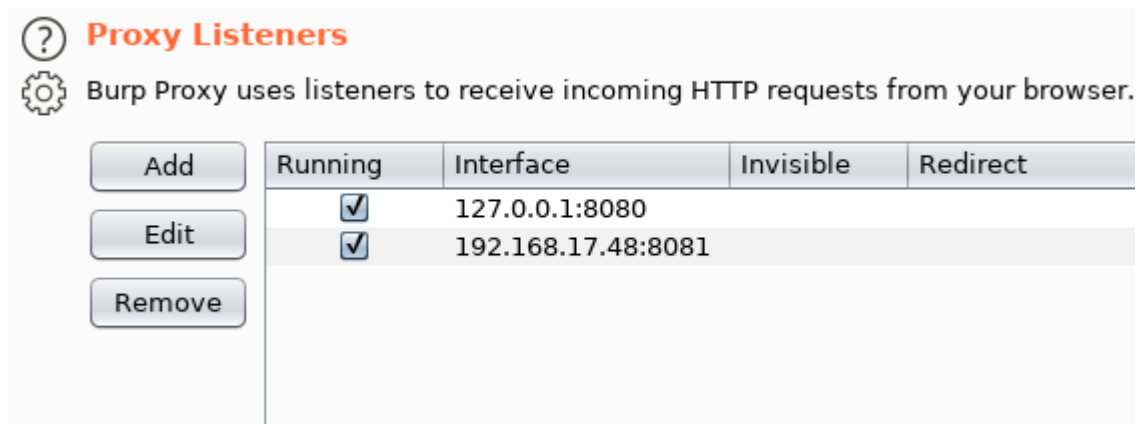 Proxy Listeners
Burp Proxy uses listeners to receive incoming HTTP requests from your browser.
Add
Edit
Remove
Running Interface Invisible Redirect
127.0.0.1:8080
192.168.17.48:8081